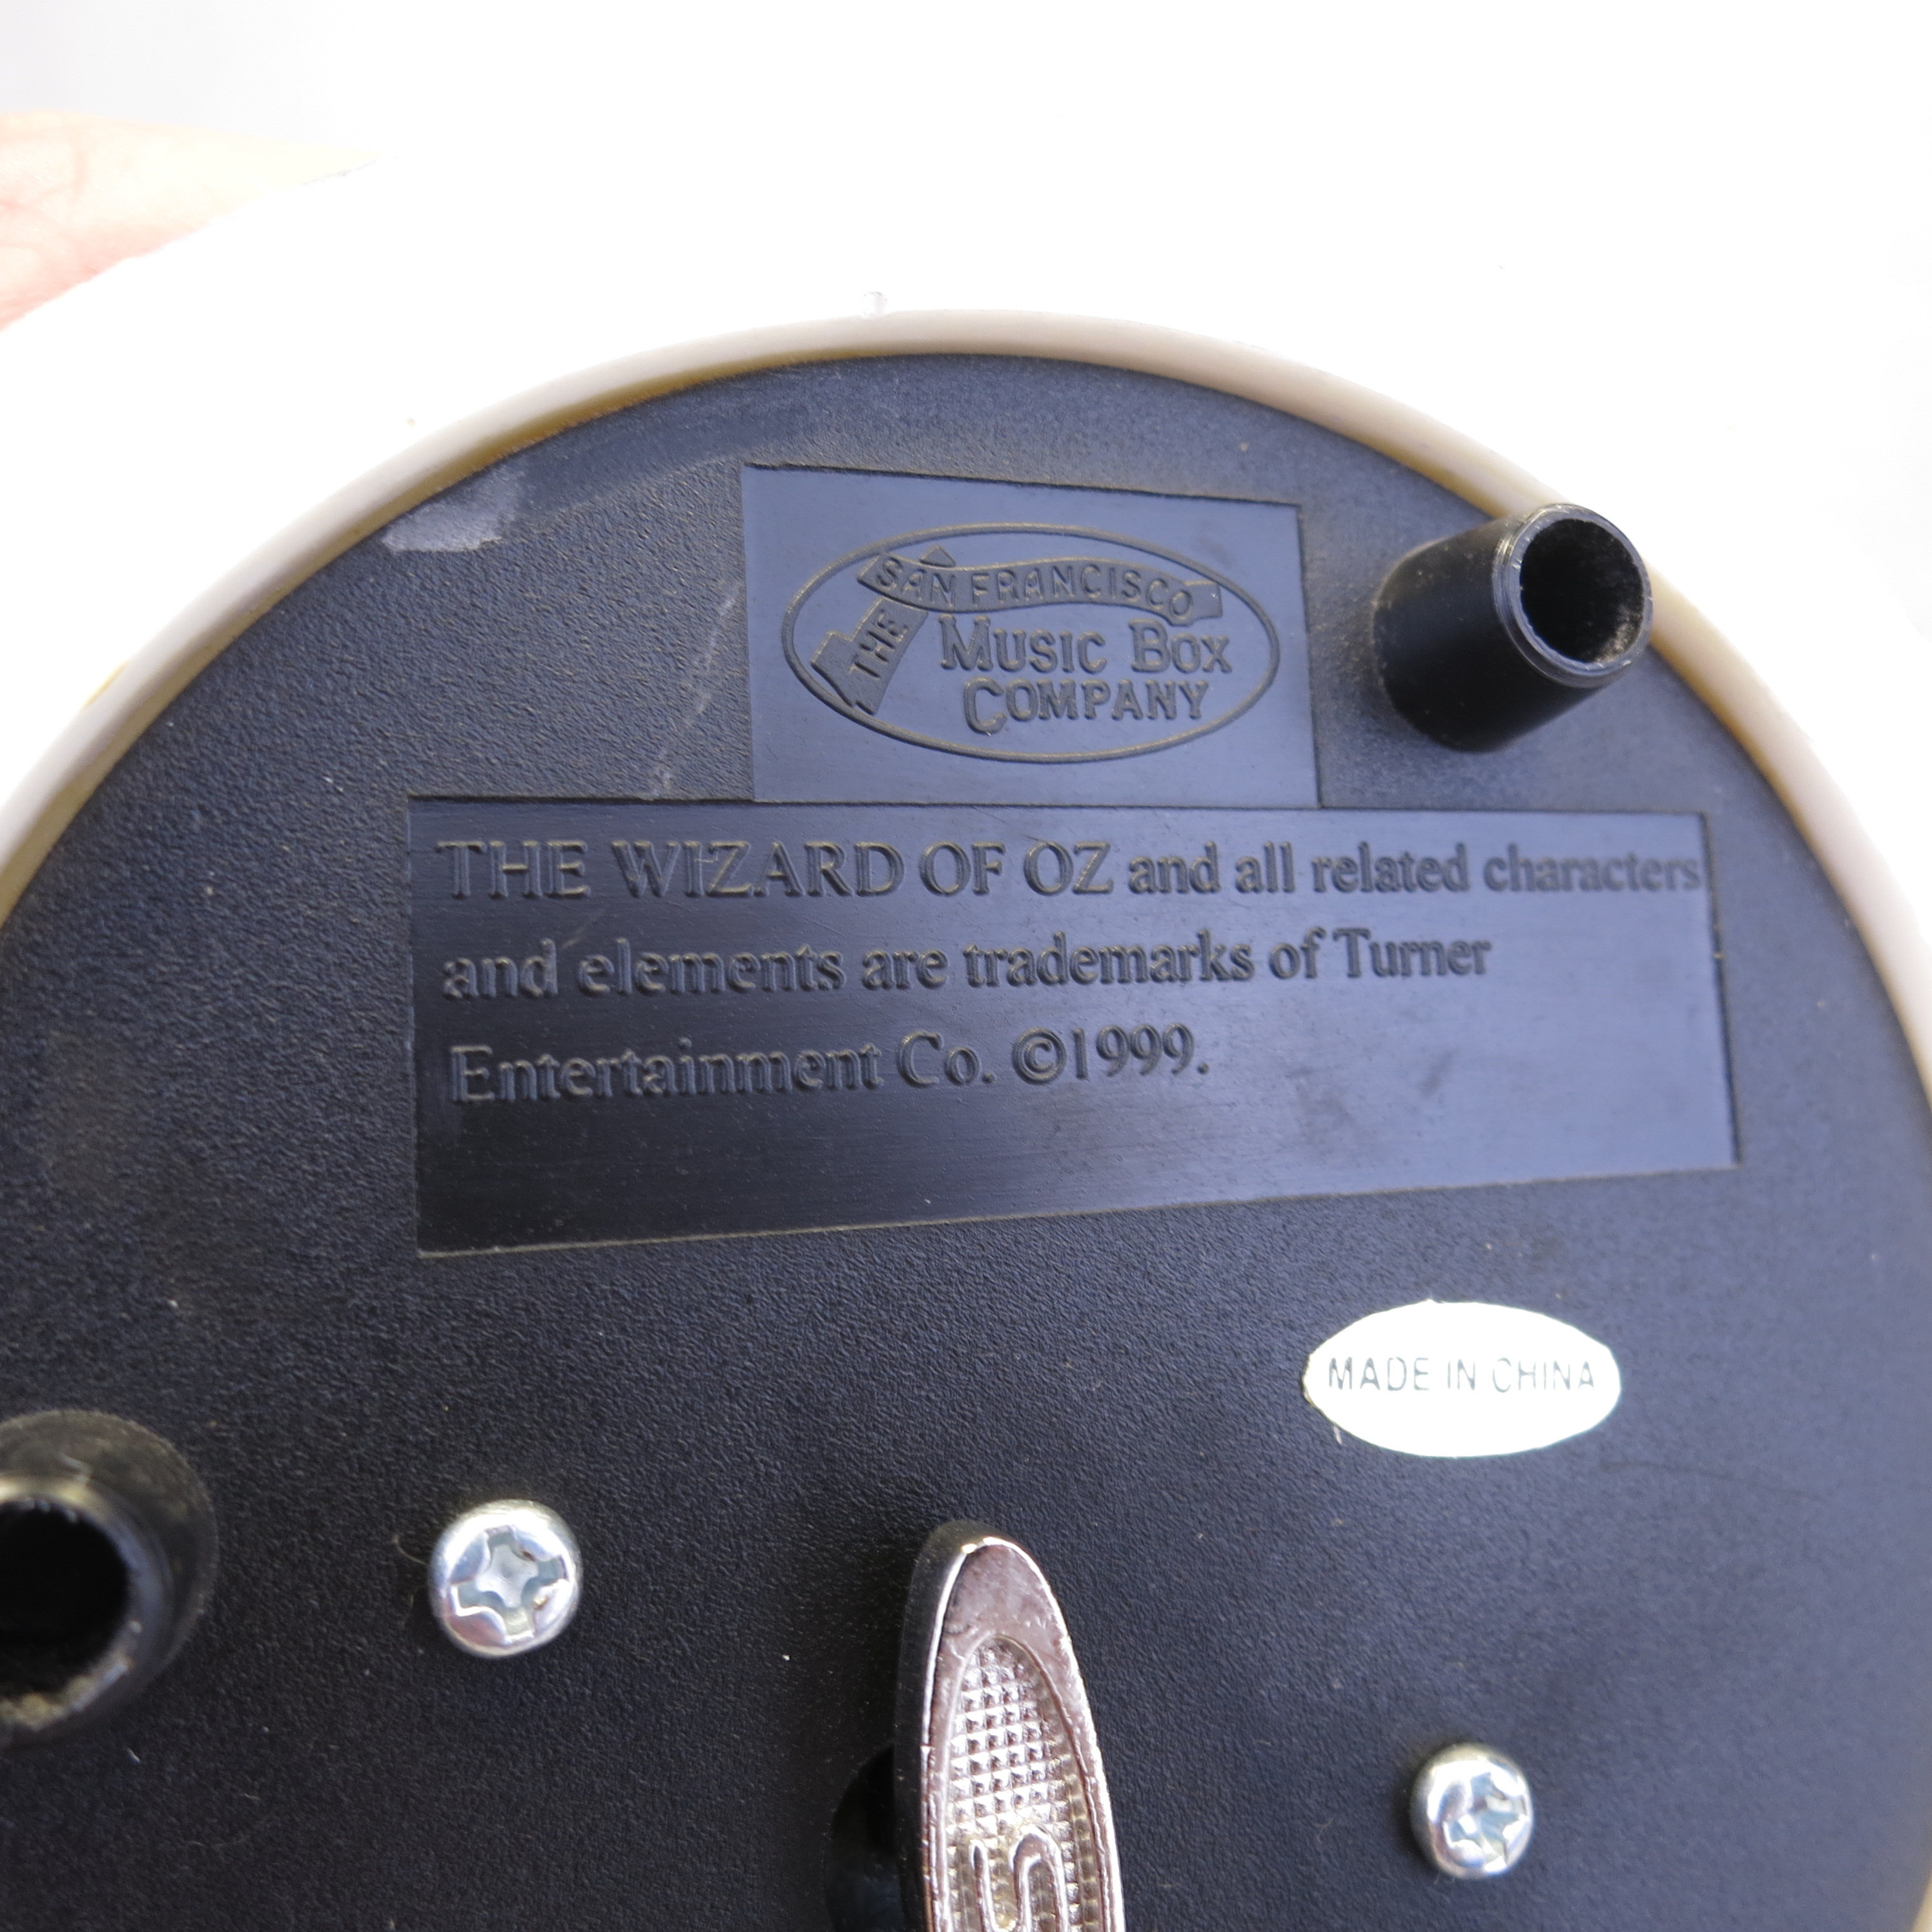 THE SAN FRANCISCO
MUSIC BOX
COMPANY
THE WIZARD OF OZ and all related characters
and elements are trademarks of Turner
Entertainment Co. ©1999.
MADE IN CHINA
S